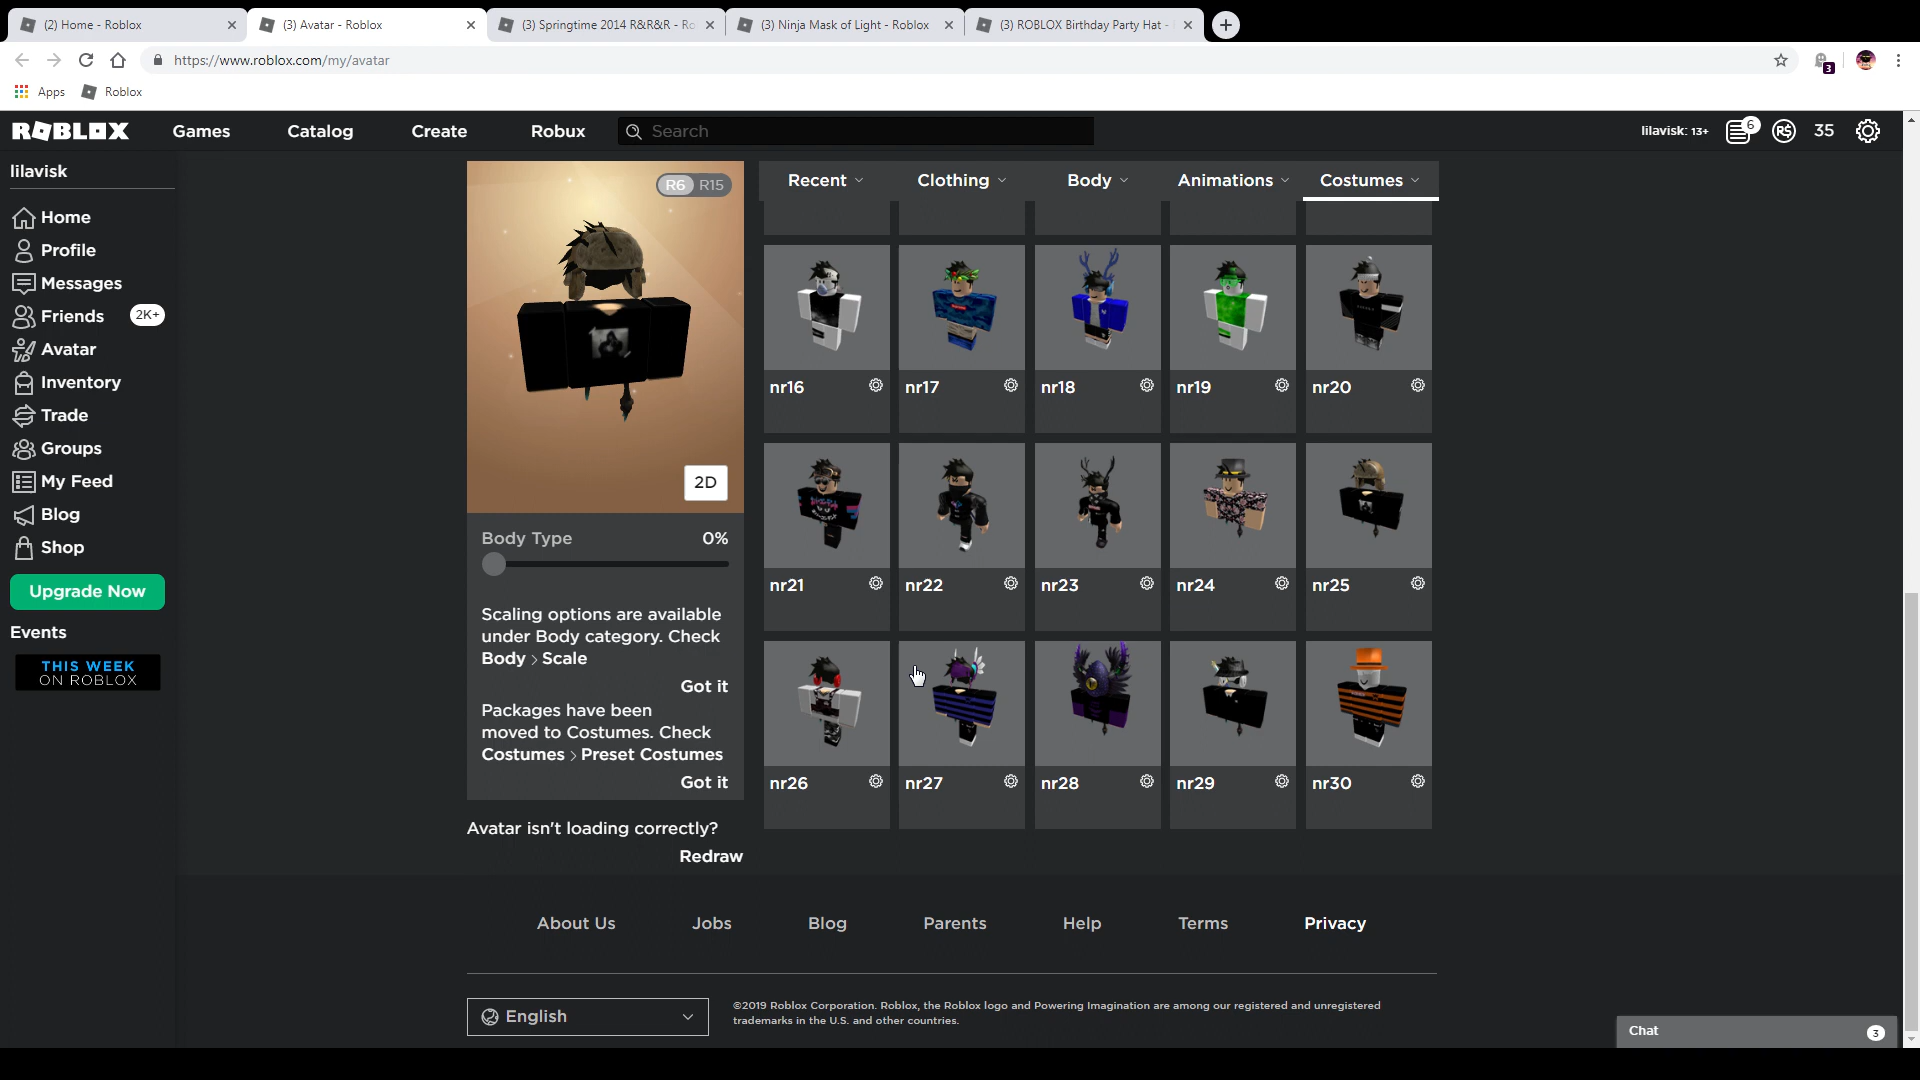 (2) Home - Roblox
(3) Avatar - Roblox
(3) Springtime 2014 R&R&R - Ro
(3) Ninja Mask of Light - Roblox
(3) ROBLOX Birthday Party Hat -
https://www.roblox.com/my/avatar
3
Apps
Roblox
ROBLOX
Games
Catalog
Create
Robux
Search
lilavisk: 13+
6
R$
35
lilavisk
Home
Profile
Messages
Friends
2K+
Avatar
Inventory
Trade
Groups
My Feed
Blog
Shop
Upgrade Now
Events
THIS WEEK
ON ROBLOX
R6 R15
2D
Body Type 0%
Scaling options are available
under Body category. Check
Body > Scale
Got it
Packages have been
moved to Costumes. Check
Costumes > Preset Costumes
Got it
Avatar isn't loading correctly?
Redraw
Recent
Clothing
Body
Animations
Costumes
nr16
nr17
nr18
nr19
nr20
nr21
nr22
nr23
nr24
nr25
nr26
nr27
nr28
nr29
nr30
About Us
Jobs
Blog
Parents
Help
Terms
Privacy
English
©2019 Roblox Corporation. Roblox, the Roblox logo and Powering Imagination are among our registered and unregistered
trademarks in the U.S. and other countries.
Chat
3